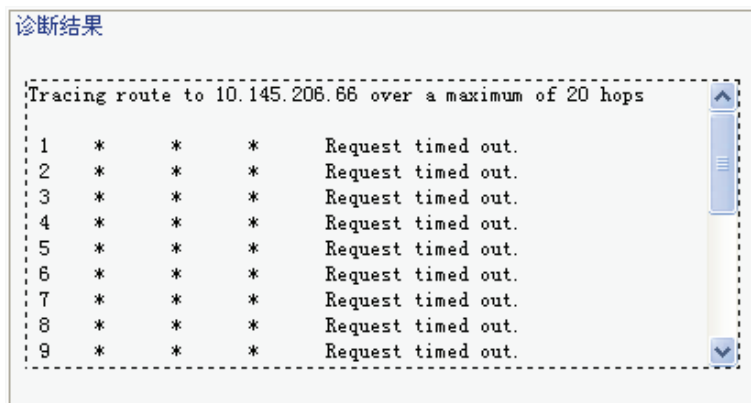 诊断结果
Tracing route to 10.145.206.66 over a maximum of 20 hops
1 * * * Request timed out.
2 * * * Request timed out.
3 * * * Request timed out.
4 * * * Request timed out.
5 * * * Request timed out.
6 * * * Request timed out.
7 * * * Request timed out.
8 * * * Request timed out.
9 * * * Request timed out.